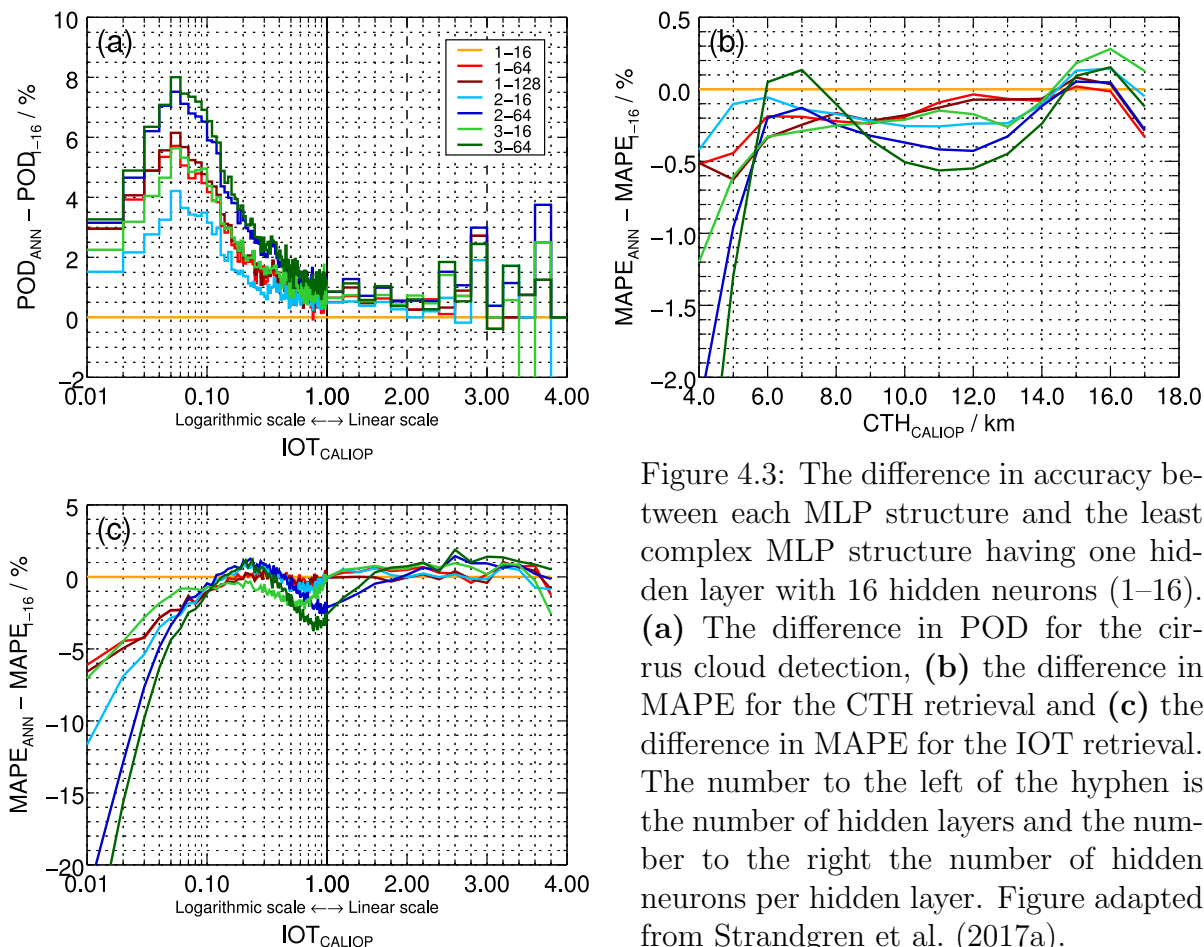 (a)
10
8
6
4
2
0
−2
POD_ANN − POD_1−16 / %
1−16
1−64
1−128
2−16
2−64
3−16
3−64
0.01 0.10 1.00 2.00 3.00 4.00
Logarithmic scale ←→ Linear scale
IOT_CALIOP
(b)
0.5
0.0
−0.5
−1.0
−1.5
−2.0
MAPE_ANN − MAPE_1−16 / %
4.0 6.0 8.0 10.0 12.0 14.0 16.0 18.0
CTH_CALIOP / km
(c)
5
0
−5
−10
−15
−20
MAPE_ANN − MAPE_1−16 / %
0.01 0.10 1.00 2.00 3.00 4.00
Logarithmic scale ←→ Linear scale
IOT_CALIOP
Figure 4.3: The difference in accuracy be-
tween each MLP structure and the least
complex MLP structure having one hid-
den layer with 16 hidden neurons (1–16).
(a) The difference in POD for the cir-
rus cloud detection, (b) the difference in
MAPE for the CTH retrieval and (c) the
difference in MAPE for the IOT retrieval.
The number to the left of the hyphen is
the number of hidden layers and the num-
ber to the right the number of hidden
neurons per hidden layer. Figure adapted
from Strandgren et al. (2017a).